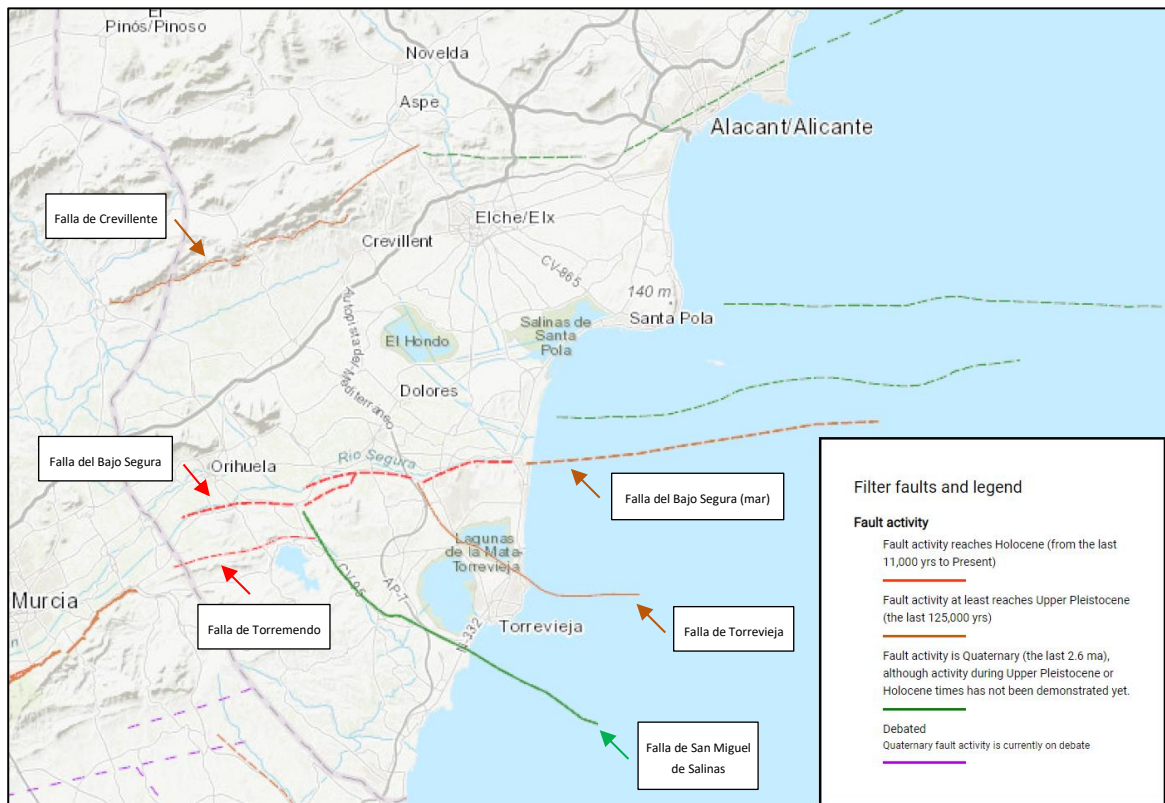 El
Pinós/Pinoso
Novelda
Aspe
Alacant/Alicante
Falla de Crevillente
Elche/Elx
Crevillent
CV-865
140 m
Santa Pola
Autopista del Mediterraneo
El Hondo
Salinas de
Santa
Pola
Dolores
Falla del Bajo Segura
Orihuela
Rio Segura
Falla del Bajo Segura (mar)
Lagunas
de la Mata-
Torrevieja
CV-95
AP-7
Murcia
Falla de Torremendo
N-332
Torrevieja
Falla de Torrevieja
Falla de San Miguel
de Salinas
Filter faults and legend
Fault activity
Fault activity reaches Holocene (from the last
11,000 yrs to Present)
Fault activity at least reaches Upper Pleistocene
(the last 125,000 yrs)
Fault activity is Quaternary (the last 2.6 ma),
although activity during Upper Pleistocene or
Holocene times has not been demonstrated yet.
Debated
Quaternary fault activity is currently on debate